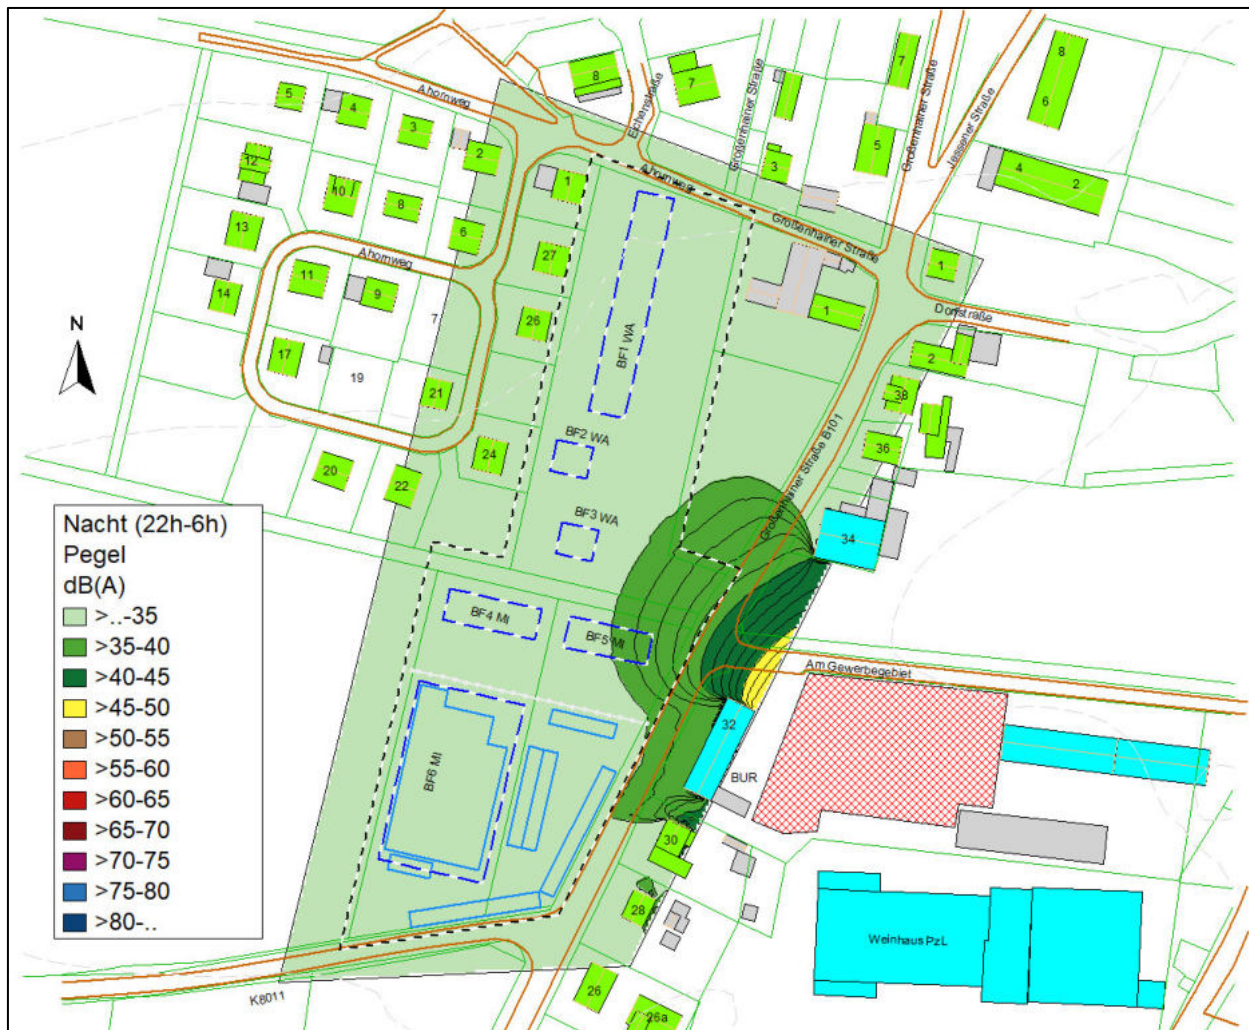 8
7
7
8
6
5
4
3
2
1
Ahornweg
Eichenstraße
Großenhainer Straße
Großenhainer Straße
Jessener Straße
3
5
4
2
12
10
8
6
13
11
9
14
7
17
19
21
20
22
24
26
27
Ahornweg
Ahornweg
Großenhainer Straße
1
1
Dorfstraße
2
38
36
34
N
BF1 WA
BF2 WA
BF3 WA
BF4 MI
BF5 MI
BF6 MI
Großenhainer Straße B101
Am Gewerbegebiet
32
BUR
30
28
26
26a
Weinhaus PzL
K8011
Nacht (22h-6h)
Pegel
dB(A)
>..-35
>35-40
>40-45
>45-50
>50-55
>55-60
>60-65
>65-70
>70-75
>75-80
>80-..